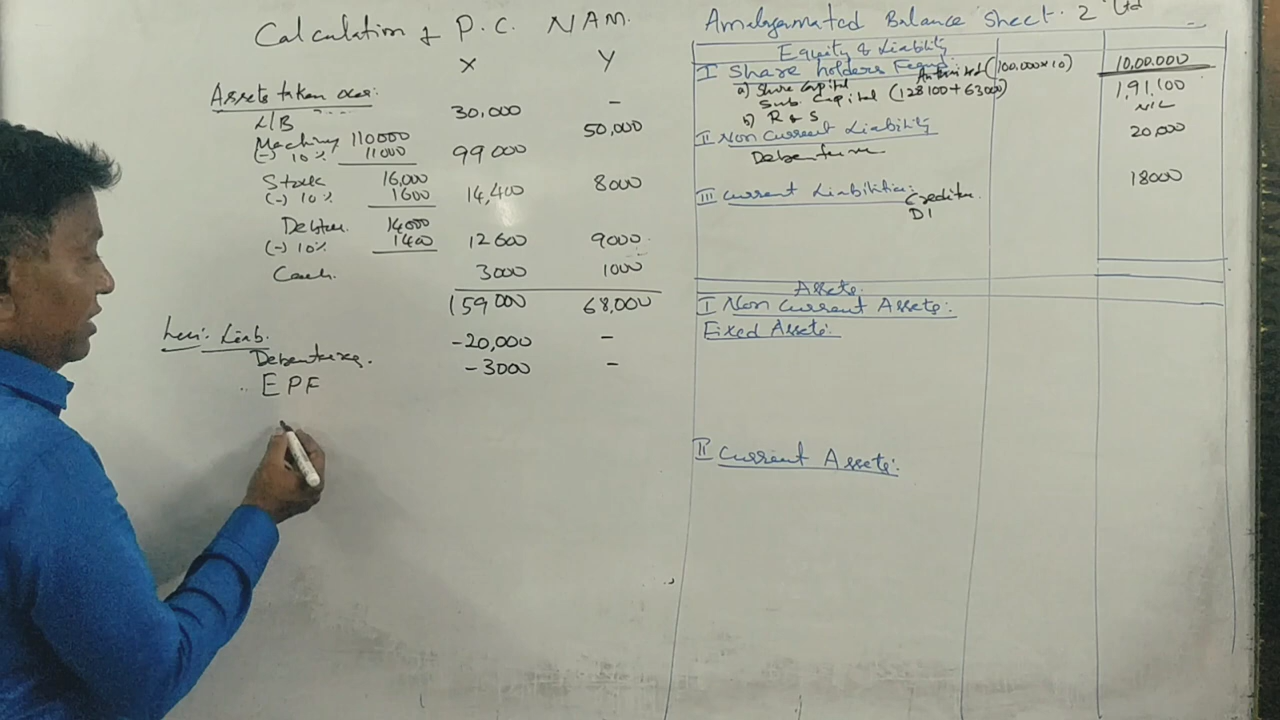 Calculation of P.C. NAM.
X Y
Assets taken over:
L/B 30,000 -
Machinery 110000 50,000
(-) 10% 11000 99000
Stock 16,000 8000
(-) 10% 1600 14,400
Debtors 14000
(-) 10% 1400 12600 9000
Cash. 3000 1000
159000 68,000
Less: Liab.
Debentures. -20,000 -
EPF -3000 -
Amalgamated Balance Sheet. Z Ltd
Equity & Liability
I Share holders (100.000×10) 10,00.000
a) Share Capital
Sub. Capital (128100+63000) 1,91,100
b) R & S NIL
II Non Current Liability 20,000
Debenture
III Current Liabilities: 18000
Creditor
Assets.
I Non Current Assets:
Fixed Assets:
II Current Assets: